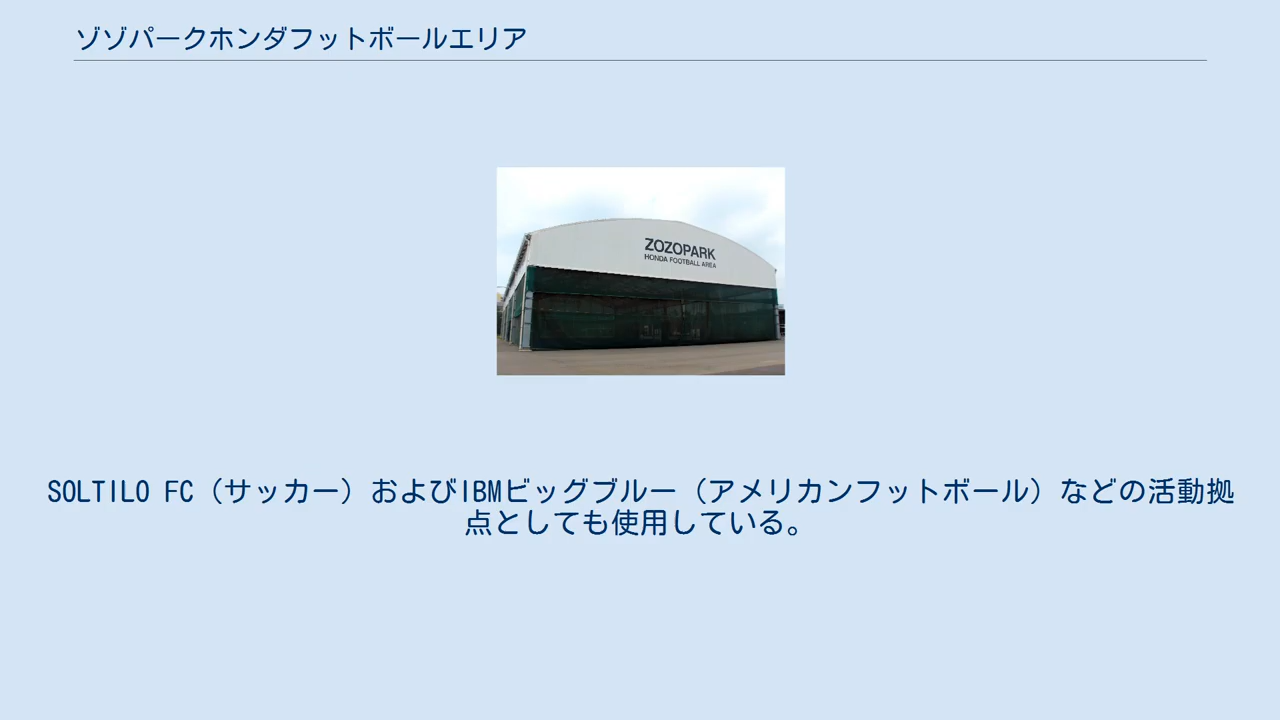 ゾゾパークホンダフットボールエリア
ZOZOPARK
HONDA FOOTBALL AREA
SOLTILO FC（サッカー）およびIBMビッグブルー（アメリカンフットボール）などの活動拠
点としても使用している。